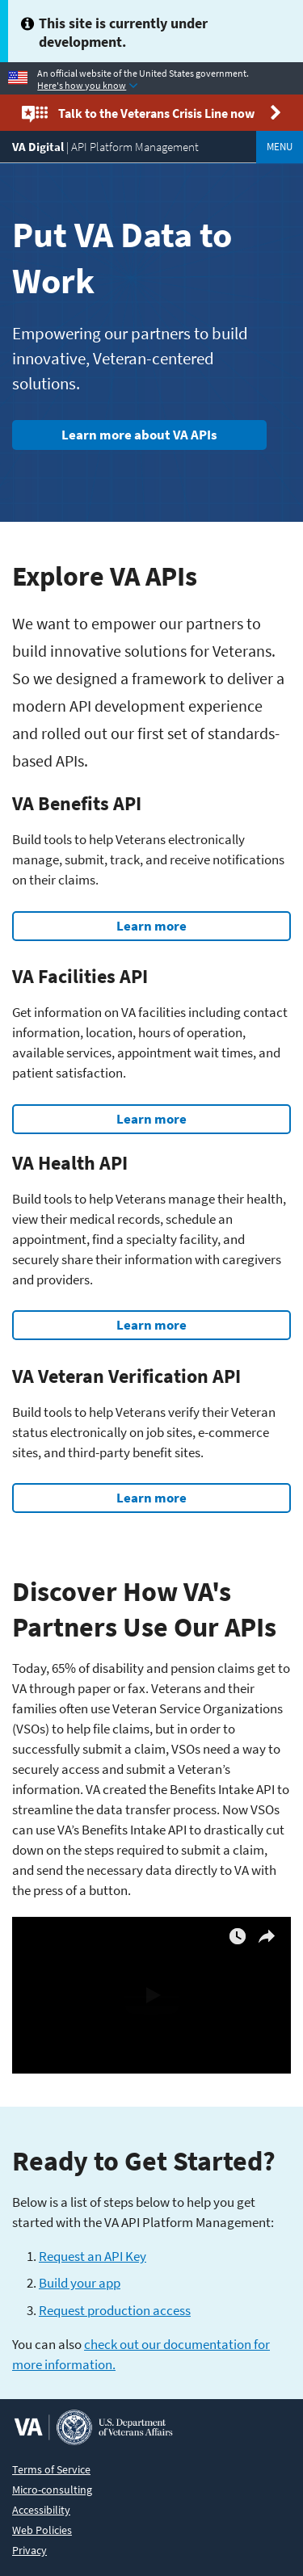 This site is currently under
development.
An official website of the United States government.
Here's how you know
Talk to the Veterans Crisis Line now
VA Digital | API Platform Management
MENU
Put VA Data to
Work
Empowering our partners to build
innovative, Veteran-centered
solutions.
Learn more about VA APIs
Explore VA APIs
We want to empower our partners to
build innovative solutions for Veterans.
So we designed a framework to deliver a
modern API development experience
and rolled out our first set of standards-
based APIs.
VA Benefits API
Build tools to help Veterans electronically
manage, submit, track, and receive notifications
on their claims.
Learn more
VA Facilities API
Get information on VA facilities including contact
information, location, hours of operation,
available services, appointment wait times, and
patient satisfaction.
Learn more
VA Health API
Build tools to help Veterans manage their health,
view their medical records, schedule an
appointment, find a specialty facility, and
securely share their information with caregivers
and providers.
Learn more
VA Veteran Verification API
Build tools to help Veterans verify their Veteran
status electronically on job sites, e-commerce
sites, and third-party benefit sites.
Learn more
Discover How VA's
Partners Use Our APIs
Today, 65% of disability and pension claims get to
VA through paper or fax. Veterans and their
families often use Veteran Service Organizations
(VSOs) to help file claims, but in order to
successfully submit a claim, VSOs need a way to
securely access and submit a Veteran’s
information. VA created the Benefits Intake API to
streamline the data transfer process. Now VSOs
can use VA’s Benefits Intake API to drastically cut
down on the steps required to submit a claim,
and send the necessary data directly to VA with
the press of a button.
Ready to Get Started?
Below is a list of steps below to help you get
started with the VA API Platform Management:
1. Request an API Key
2. Build your app
3. Request production access
You can also check out our documentation for
more information.
VA
U.S. Department
of Veterans Affairs
Terms of Service
Micro-consulting
Accessibility
Web Policies
Privacy